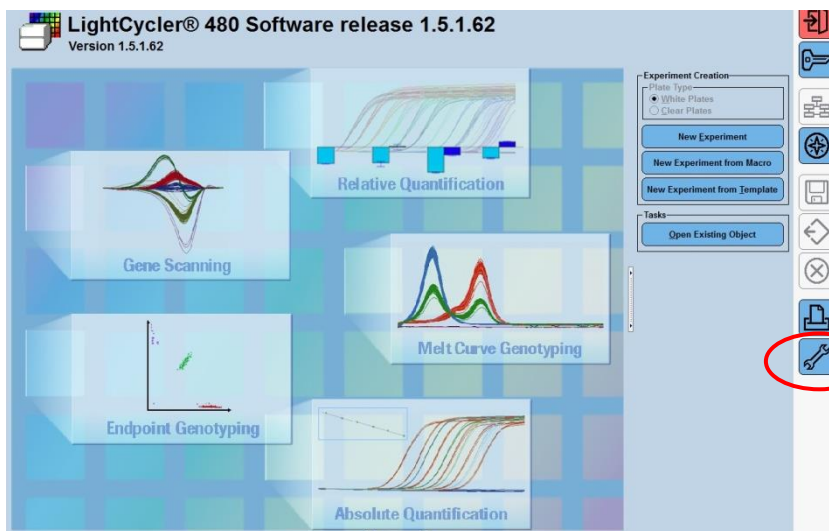 LightCycler® 480 Software release 1.5.1.62
Version 1.5.1.62
Relative Quantification
Gene Scanning
Melt Curve Genotyping
Endpoint Genotyping
Absolute Quantification
Experiment Creation
Plate Type
White Plates
Clear Plates
New Experiment
New Experiment from Macro
New Experiment from Template
Tasks
Open Existing Object